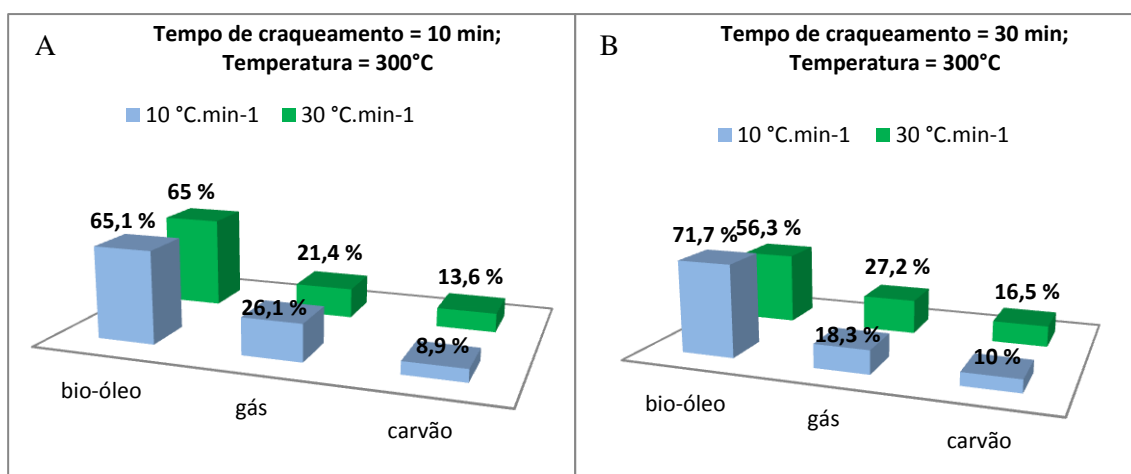 A
Tempo de craqueamento = 10 min;
Temperatura = 300°C
10 °C.min-1 30 °C.min-1
65 %
65,1 %
21,4 %
13,6 %
26,1 %
8,9 %
bio-óleo
gás
carvão
B
Tempo de craqueamento = 30 min;
Temperatura = 300°C
10 °C.min-1 30 °C.min-1
71,7 % 56,3 %
27,2 %
16,5 %
18,3 %
10 %
bio-óleo
gás
carvão